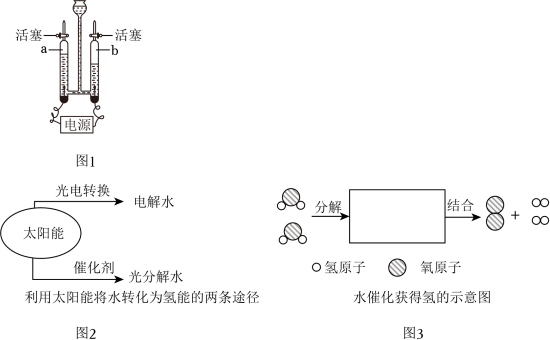 活塞 活塞
a b
电源
图1
光电转换
电解水
太阳能
催化剂
光分解水
利用太阳能将水转化为氢能的两条途径
图2
分解 结合
+
氢原子 氧原子
水催化获得氢的示意图
图3